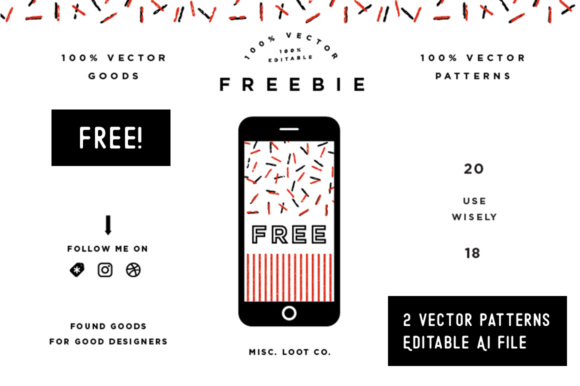 100% VECTOR
GOODS
FREE!
FOLLOW ME ON
FOUND GOODS
FOR GOOD DESIGNERS
100% VECTOR
100%
EDITABLE
FREEBIE
FREE
MISC. LOOT CO.
100% VECTOR
PATTERNS
20
USE
WISELY
18
2 VECTOR PATTERNS
EDITABLE AI FILE